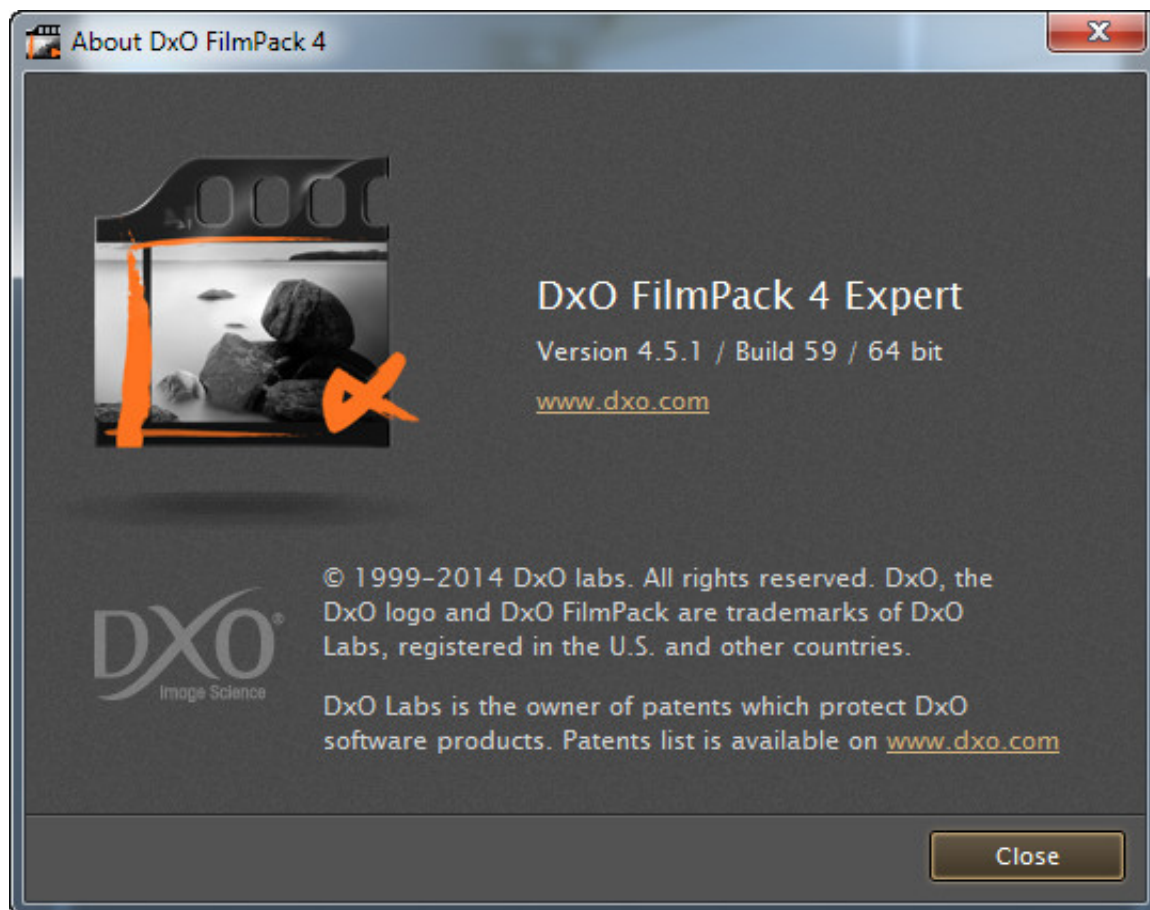 About DxO FilmPack 4
DxO FilmPack 4 Expert
Version 4.5.1 / Build 59 / 64 bit
www.dxo.com
© 1999–2014 DxO labs. All rights reserved. DxO, the
DxO logo and DxO FilmPack are trademarks of DxO
Labs, registered in the U.S. and other countries.
DXO®
Image Science
DxO Labs is the owner of patents which protect DxO
software products. Patents list is available on www.dxo.com
Close